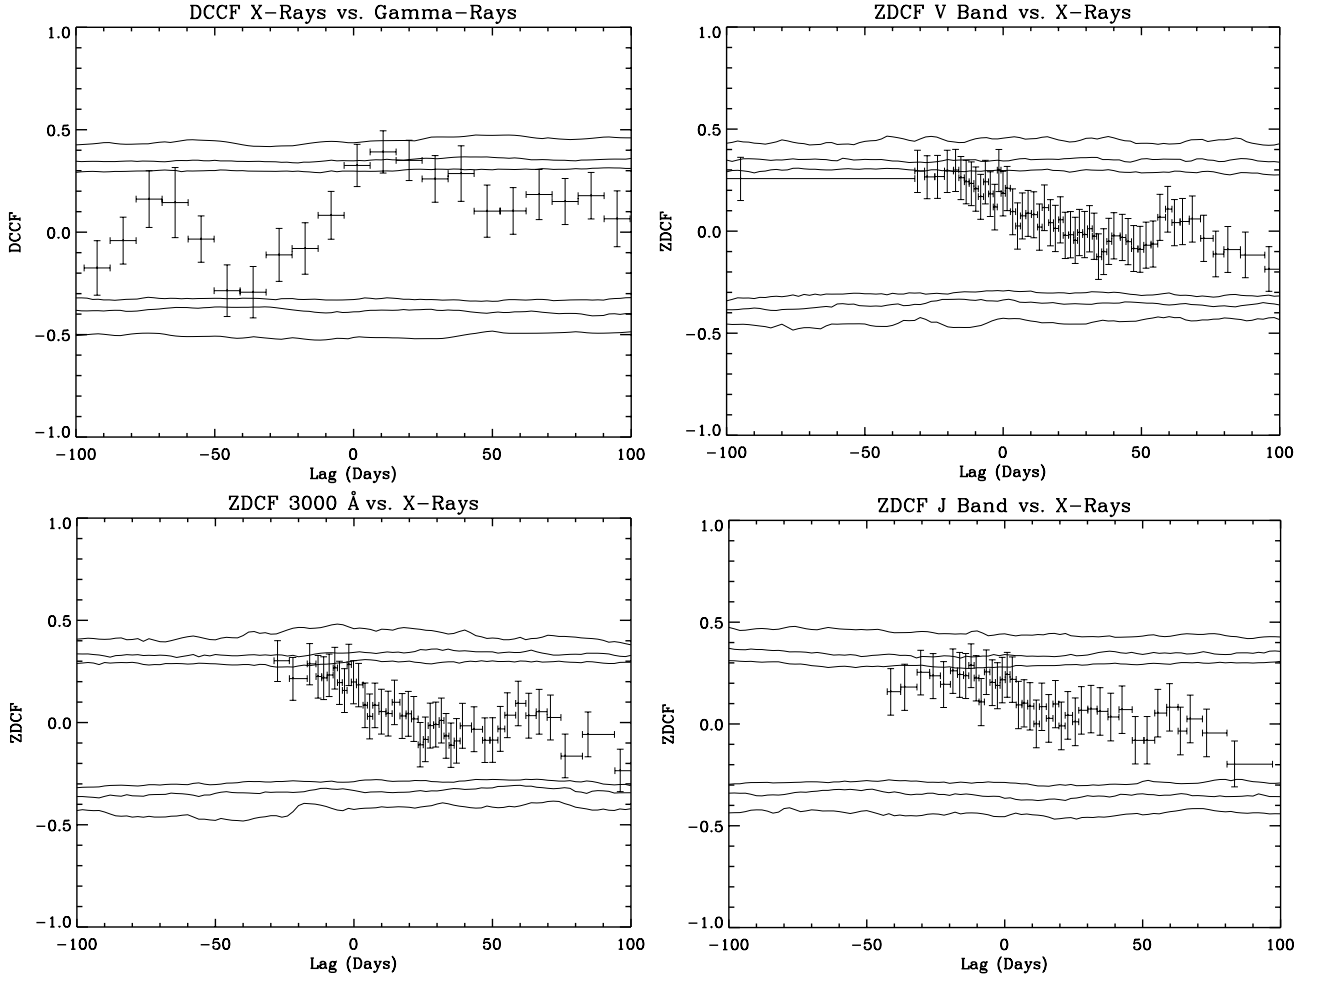 DCCF X-Rays vs. Gamma-Rays
1.0
0.5
0.0
-0.5
-1.0
DCCF
-100 -50 0 50 100
Lag (Days)
ZDCF V Band vs. X-Rays
1.0
0.5
0.0
-0.5
-1.0
ZDCF
-100 -50 0 50 100
Lag (Days)
ZDCF 3000 Å vs. X-Rays
1.0
0.5
0.0
-0.5
-1.0
ZDCF
-100 -50 0 50 100
Lag (Days)
ZDCF J Band vs. X-Rays
1.0
0.5
0.0
-0.5
-1.0
ZDCF
-100 -50 0 50 100
Lag (Days)